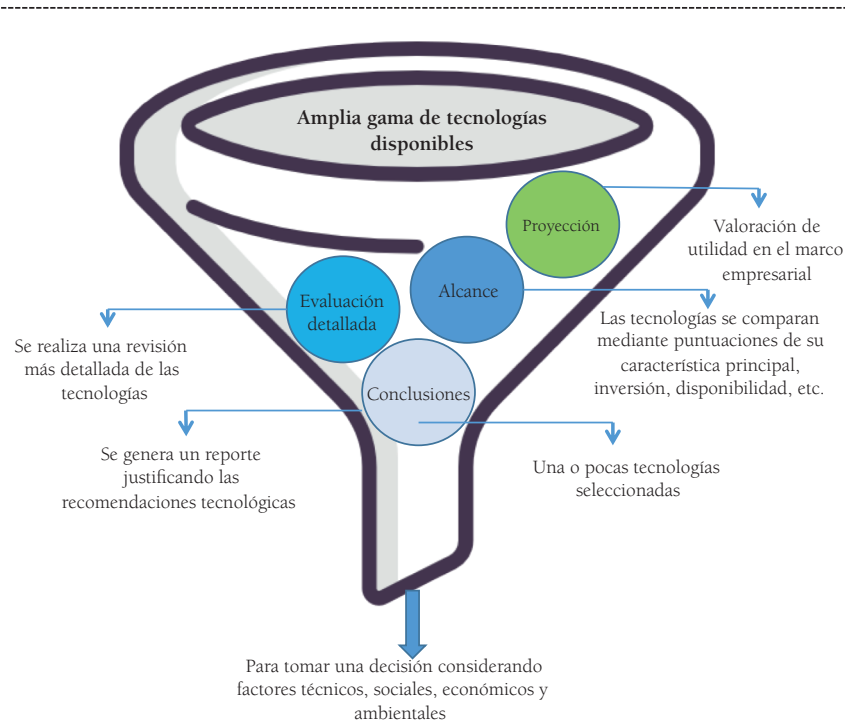 Amplia gama de tecnologías
disponibles
Proyección
Valoración de
utilidad en el marco
empresarial
Alcance
Las tecnologías se comparan
mediante puntuaciones de su
característica principal,
inversión, disponibilidad, etc.
Evaluación
detallada
Se realiza una revisión
más detallada de las
tecnologías
Conclusiones
Se genera un reporte
justificando las
recomendaciones tecnológicas
Una o pocas tecnologías
seleccionadas
Para tomar una decisión considerando
factores técnicos, sociales, económicos y
ambientales